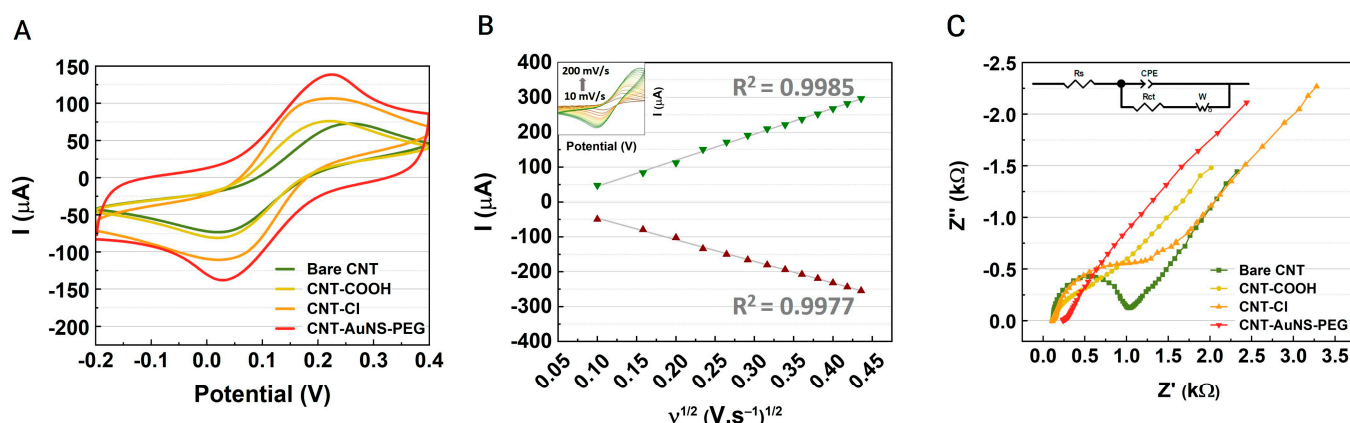 A
I (μA)
150
100
50
0
-50
-100
-150
-200
-0.2
-0.1
0.0
0.1
0.2
0.3
0.4
Potential (V)
Bare CNT
CNT-COOH
CNT-Cl
CNT-AuNS-PEG
B
I (μA)
400
300
200
100
0
-100
-200
-300
-400
200 mV/s
10 mV/s
I (μA)
Potential (V)
R² = 0.9985
R² = 0.9977
0.05
0.10
0.15
0.20
0.25
0.30
0.35
0.40
0.45
ν¹/² (V.s⁻¹)¹/²
C
Z'' (kΩ)
-2.5
-2.0
-1.5
-1.0
-0.5
0.0
Rs
CPE
Rct
W
Bare CNT
CNT-COOH
CNT-Cl
CNT-AuNS-PEG
0.0
0.5
1.0
1.5
2.0
2.5
3.0
3.5
Z' (kΩ)